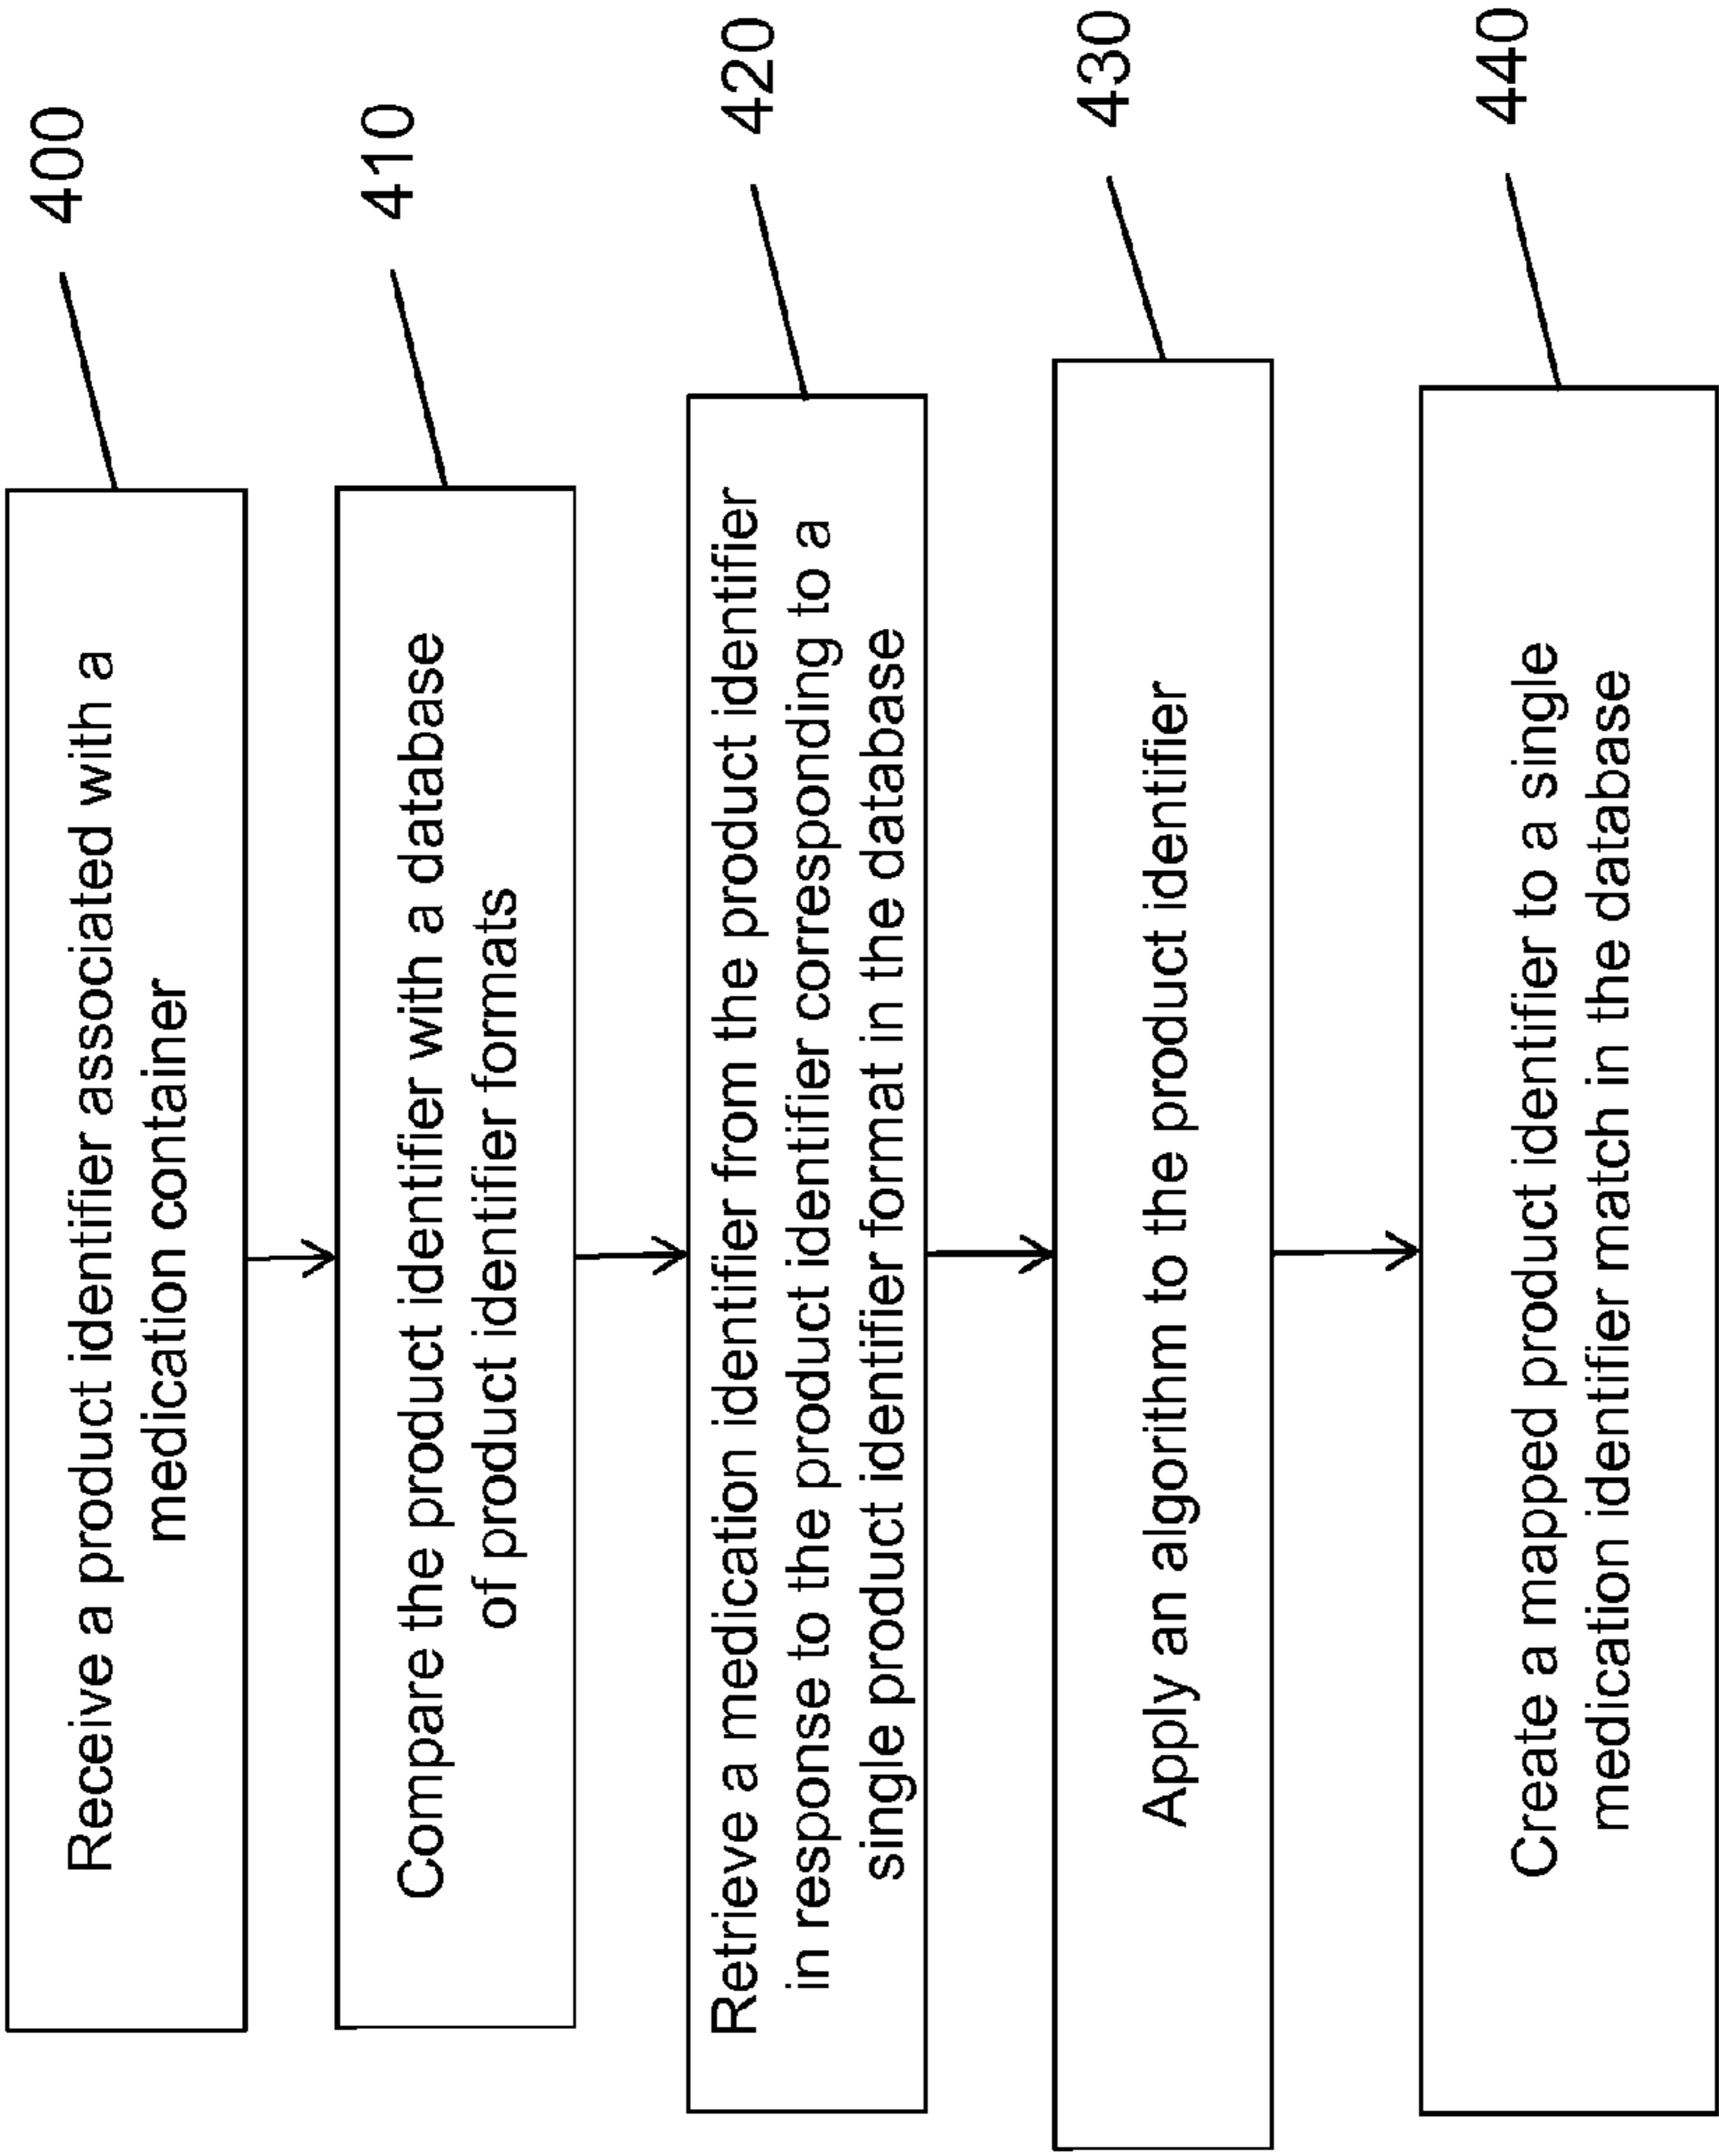 400
Receive a product identifier associated with a
medication container
410
Compare the product identifier with a database
of product identifier formats
420
Retrieve a medication identifier from the product identifier
in response to the product identifier corresponding to a
single product identifier format in the database
430
Apply an algorithm to the product identifier
440
Create a mapped product identifier to a single
medication identifier match in the database